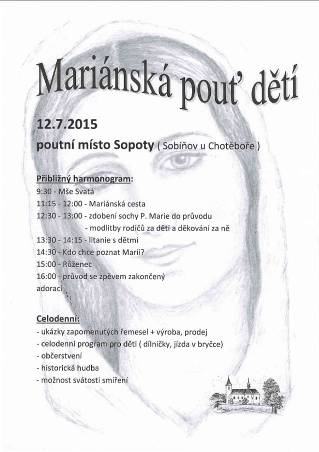 Mariánská pouť dětí
12.7.2015
poutní místo Sopoty ( Sobíňov u Chotěboře )
Přibližný harmonogram:
9:30 - Mše Svatá
11:15 - 12:00 - Mariánská cesta
12:30 - 13:00 - zdobení sochy P. Marie do průvodu
- modlitby rodičů za děti a děkování za ně
13:30 - 14:15 - litanie s dětmi
14:30 - Kdo chce poznat Marii?
15:00 - Růženec
16:00 - průvod se zpěvem zakončený
adorací
Celodenni:
- ukázky zapomenutých řemesel + výroba, prodej
- celodenni program pro děti ( dílničky, jízda v bryčce)
- občerstvení
- historická hudba
- možnost svátosti smíření